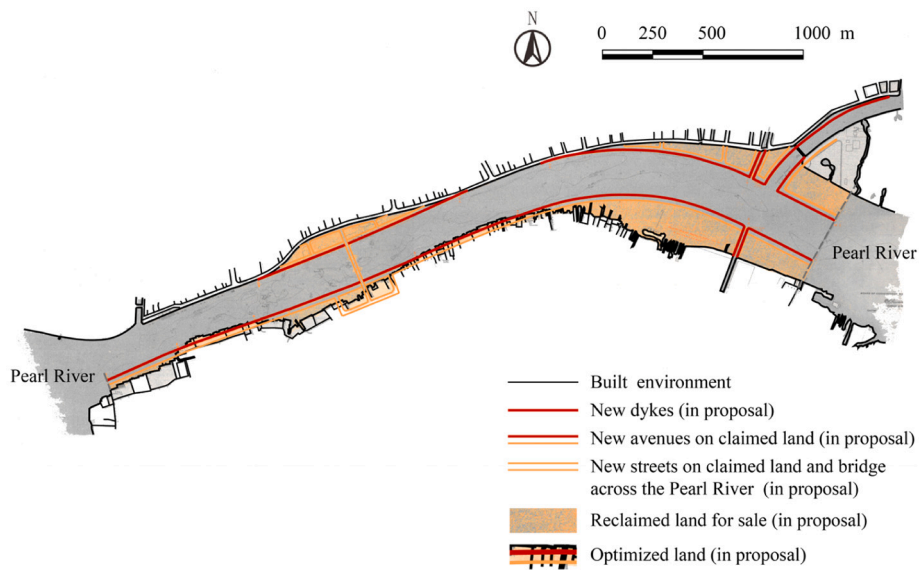 N
0 250 500 1000 m
Pearl River
Pearl River
Built environment
New dykes (in proposal)
New avenues on claimed land (in proposal)
New streets on claimed land and bridge
across the Pearl River (in proposal)
Reclaimed land for sale (in proposal)
Optimized land (in proposal)